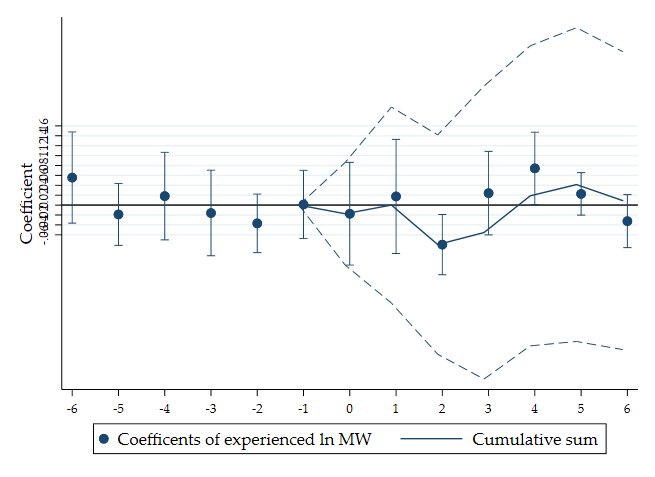 Coefficient
-6 -5 -4 -3 -2 -1 0 1 2 3 4 5 6
Coefficents of experienced ln MW
Cumulative sum